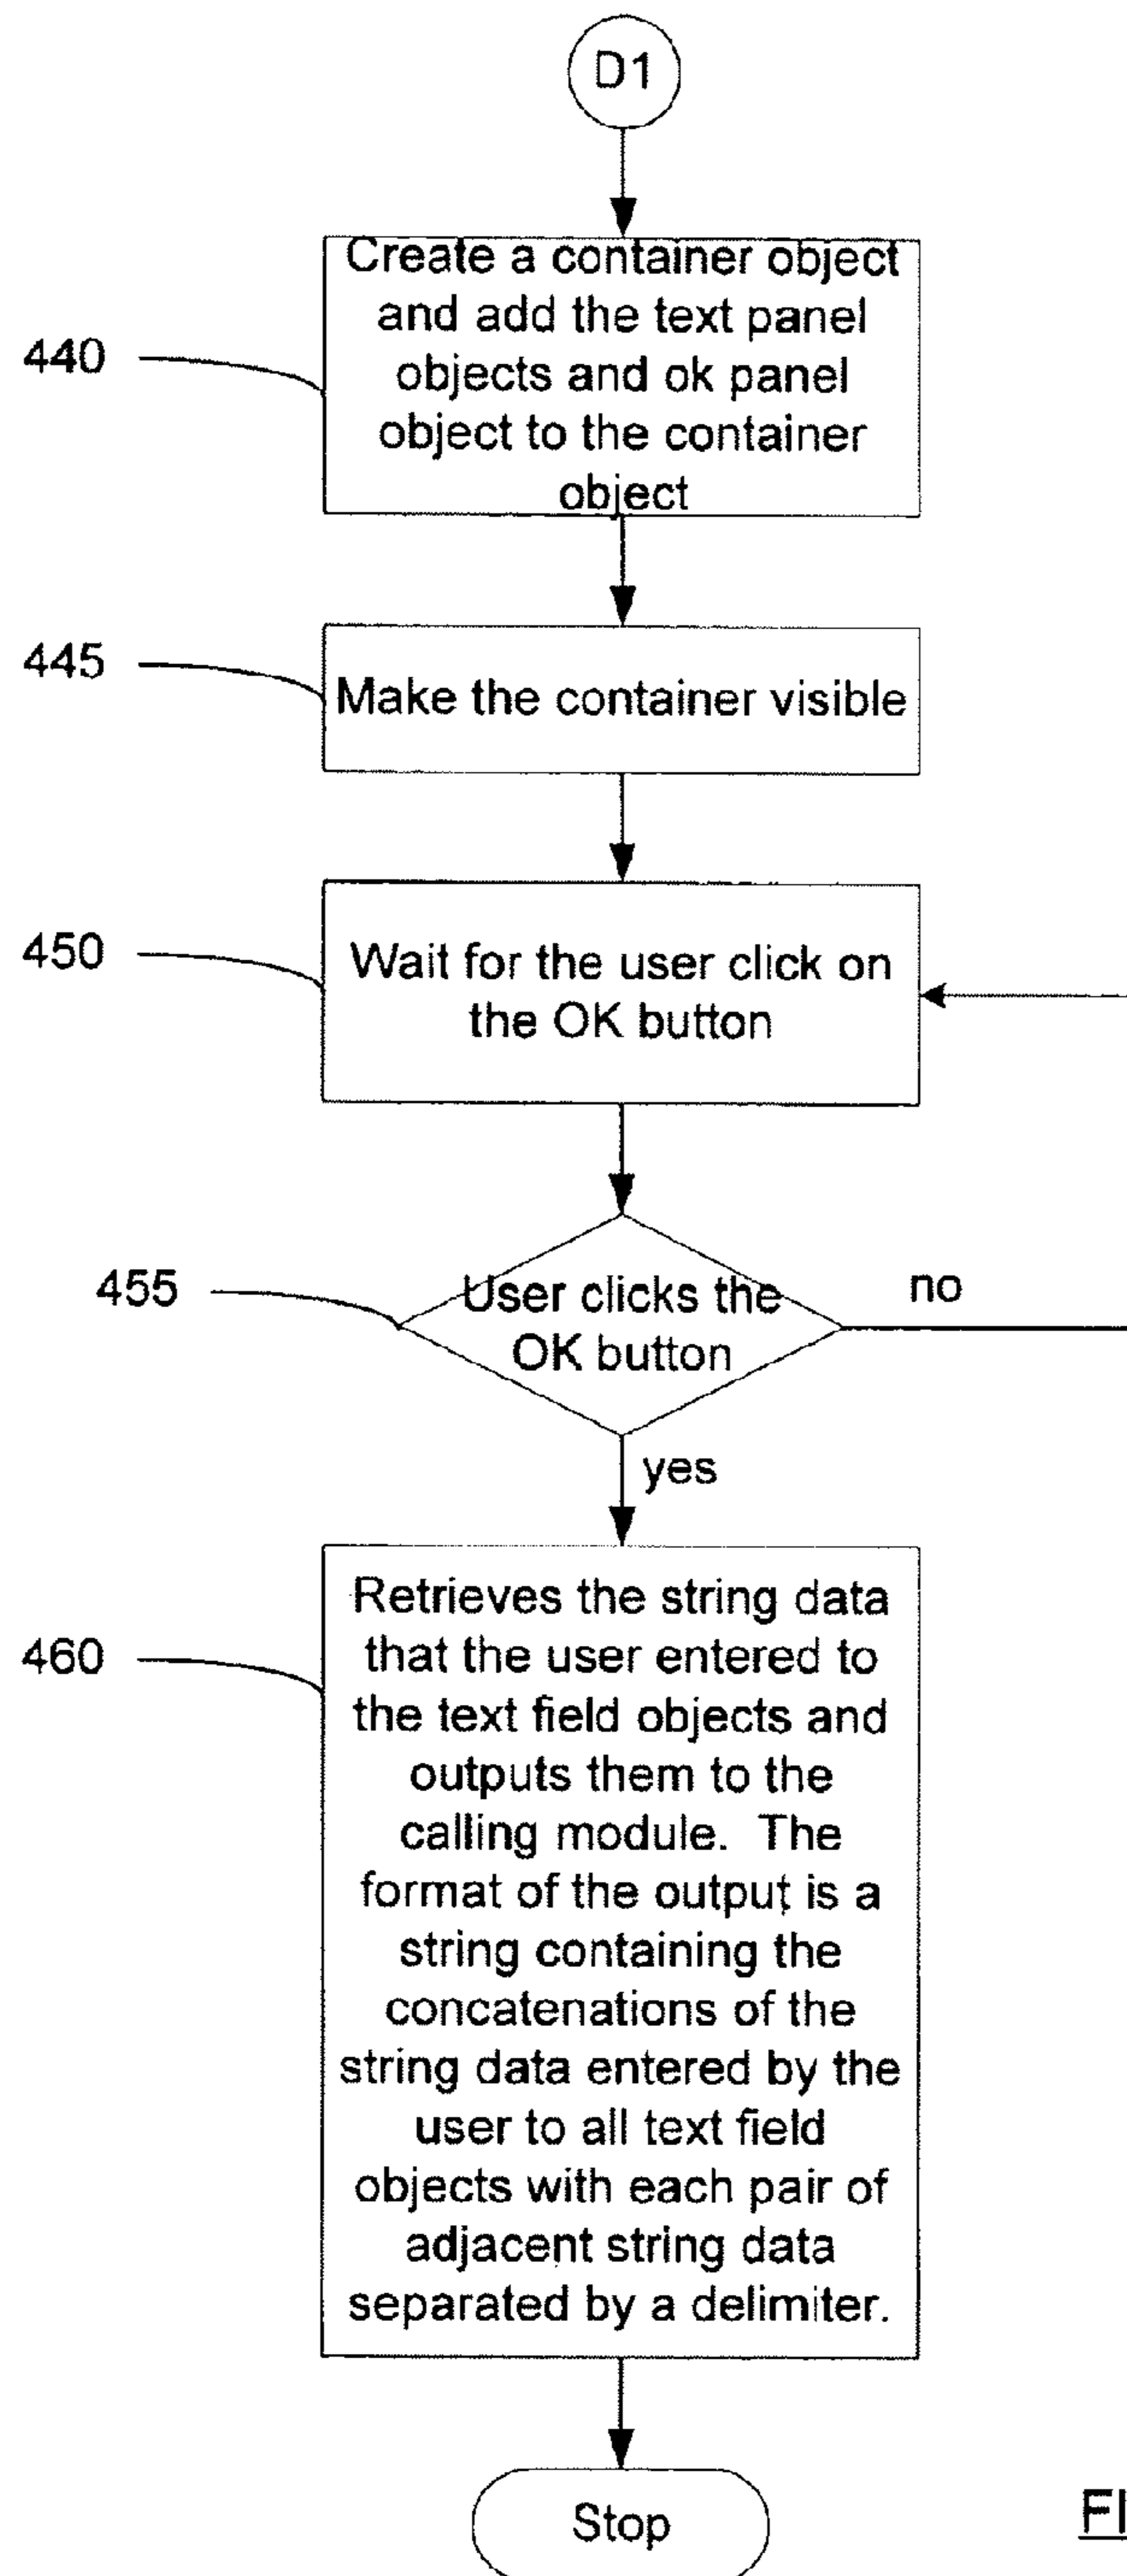 D1
440
Create a container object
and add the text panel
objects and ok panel
object to the container
object
445
Make the container visible
450
Wait for the user click on
the OK button
455
User clicks the
OK button
no
yes
460
Retrieves the string data
that the user entered to
the text field objects and
outputs them to the
calling module. The
format of the output is a
string containing the
concatenations of the
string data entered by the
user to all text field
objects with each pair of
adjacent string data
separated by a delimiter.
Stop